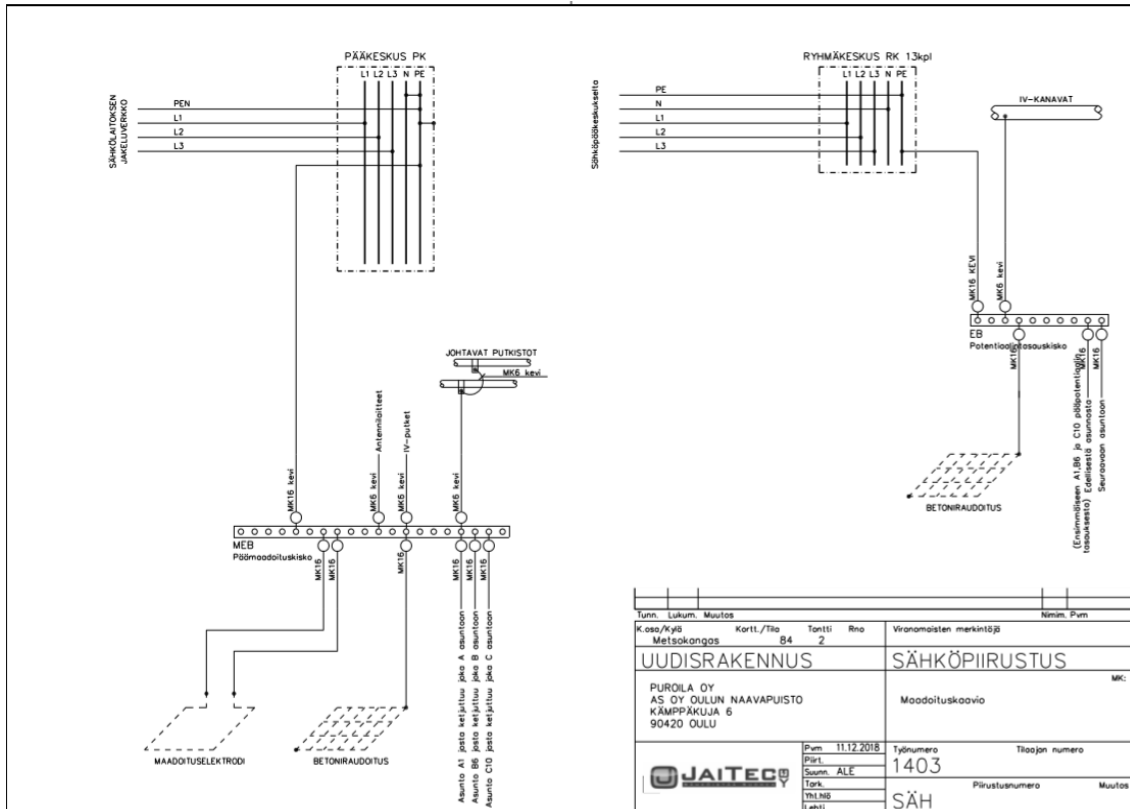 PÄÄKESKUS PK
L1 L2 L3 N PE
SÄHKÖLAITOKSEN
JAKELUVERKKO
PEN
L1
L2
L3
RYHMÄKESKUS RK 13kpl
L1 L2 L3 N PE
Sähköpääkeskukselta
PE
N
L1
L2
L3
IV-KANAVAT
MK16 KEVI
MK6 kevi
EB
Potentiaalintasauskisko
MK16
MK16
MK16
(Ensimmäiseen A1,B6 ja C10 pääpotentiaalin
tasauksesta) Edellisestä asunnosta
Seuraavaan asuntoon
BETONIRAUDOITUS
JOHTAVAT PUTKISTOT
MK6 kevi
MK16 kevi
MK6 kevi
Antennilaitteet
MK6 kevi
IV-putket
MK6 kevi
MEB
Päämaadoituskisko
MK16
MK16
MK16
MK16
MK16
MK16
Asunto A1 josta ketjuttuu joka A asuntoon
Asunto B6 josta ketjuttuu joka B asuntoon
Asunto C10 josta ketjuttuu joka C asuntoon
MAADOITUSELEKTRODI
BETONIRAUDOITUS
Tunn. Lukum. Muutos Nimim. Pvm
K.osa/Kylä Kortt./Tila Tontti Rno Viranomaisten merkintöjä
Metsokangas 84 2
UUDISRAKENNUS SÄHKÖPIIRUSTUS
MK:
PUROILA OY
AS OY OULUN NAAVAPUISTO
KÄMPPÄKUJA 6
90420 OULU
Maadoituskaavio
JAITEC
Pvm 11.12.2018
Piirt.
Suunn. ALE
Tark.
Yht.hlö
Lehti
Työnumero Tilaajan numero
1403
Piirustusnumero Muutos
SÄH